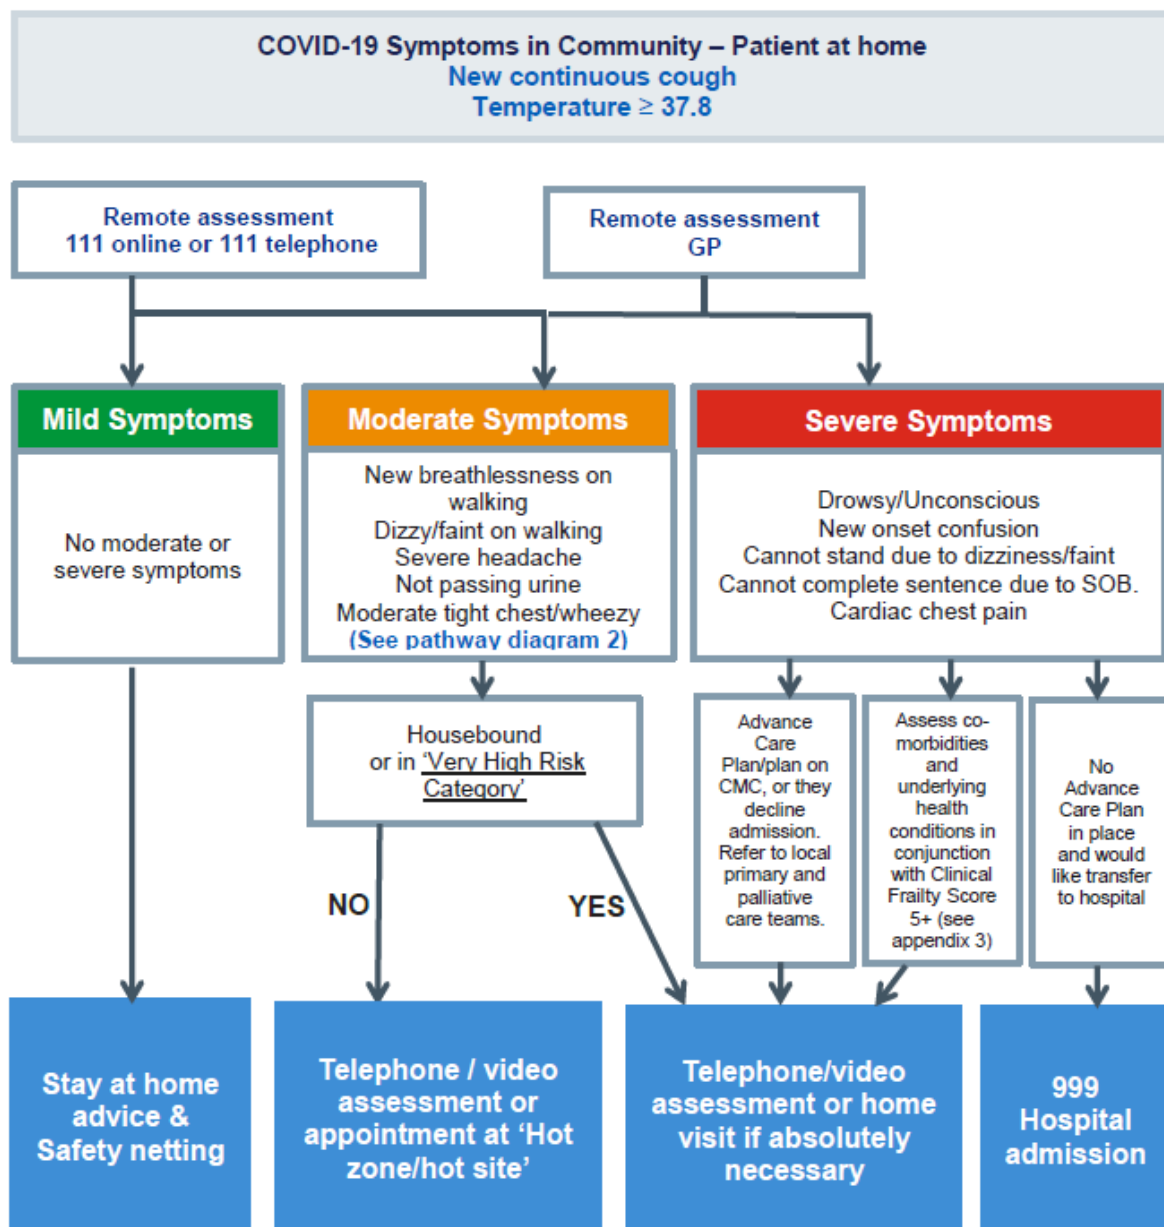 COVID-19 Symptoms in Community – Patient at home
New continuous cough
Temperature ≥ 37.8
Remote assessment
111 online or 111 telephone
Remote assessment
GP
Mild Symptoms
No moderate or
severe symptoms
Moderate Symptoms
New breathlessness on
walking
Dizzy/faint on walking
Severe headache
Not passing urine
Moderate tight chest/wheezy
(See pathway diagram 2)
Severe Symptoms
Drowsy/Unconscious
New onset confusion
Cannot stand due to dizziness/faint
Cannot complete sentence due to SOB.
Cardiac chest pain
Housebound
or in ‘Very High Risk
Category’
NO
YES
Advance
Care
Plan/plan on
CMC, or they
decline
admission.
Refer to local
primary and
palliative
care teams.
Assess co-
morbidities
and
underlying
health
conditions in
conjunction
with Clinical
Frailty Score
5+ (see
appendix 3)
No
Advance
Care Plan
in place
and would
like transfer
to hospital
Stay at home
advice &
Safety netting
Telephone / video
assessment or
appointment at ‘Hot
zone/hot site’
Telephone/video
assessment or home
visit if absolutely
necessary
999
Hospital
admission